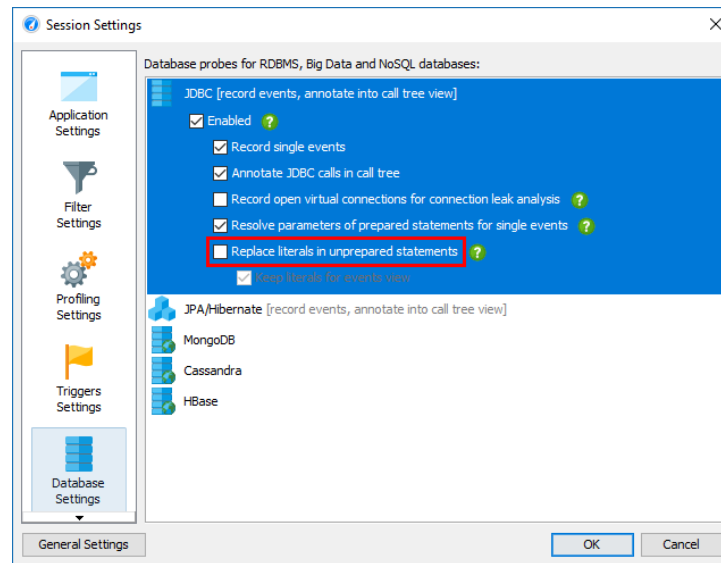 Session Settings
Database probes for RDBMS, Big Data and NoSQL databases:
Application
Settings
Filter
Settings
Profiling
Settings
Triggers
Settings
Database
Settings
JDBC [record events, annotate into call tree view]
Enabled ?
Record single events
Annotate JDBC calls in call tree
Record open virtual connections for connection leak analysis ?
Resolve parameters of prepared statements for single events ?
Replace literals in unprepared statements ?
Keep literals for events view
JPA/Hibernate [record events, annotate into call tree view]
MongoDB
Cassandra
HBase
General Settings
OK
Cancel